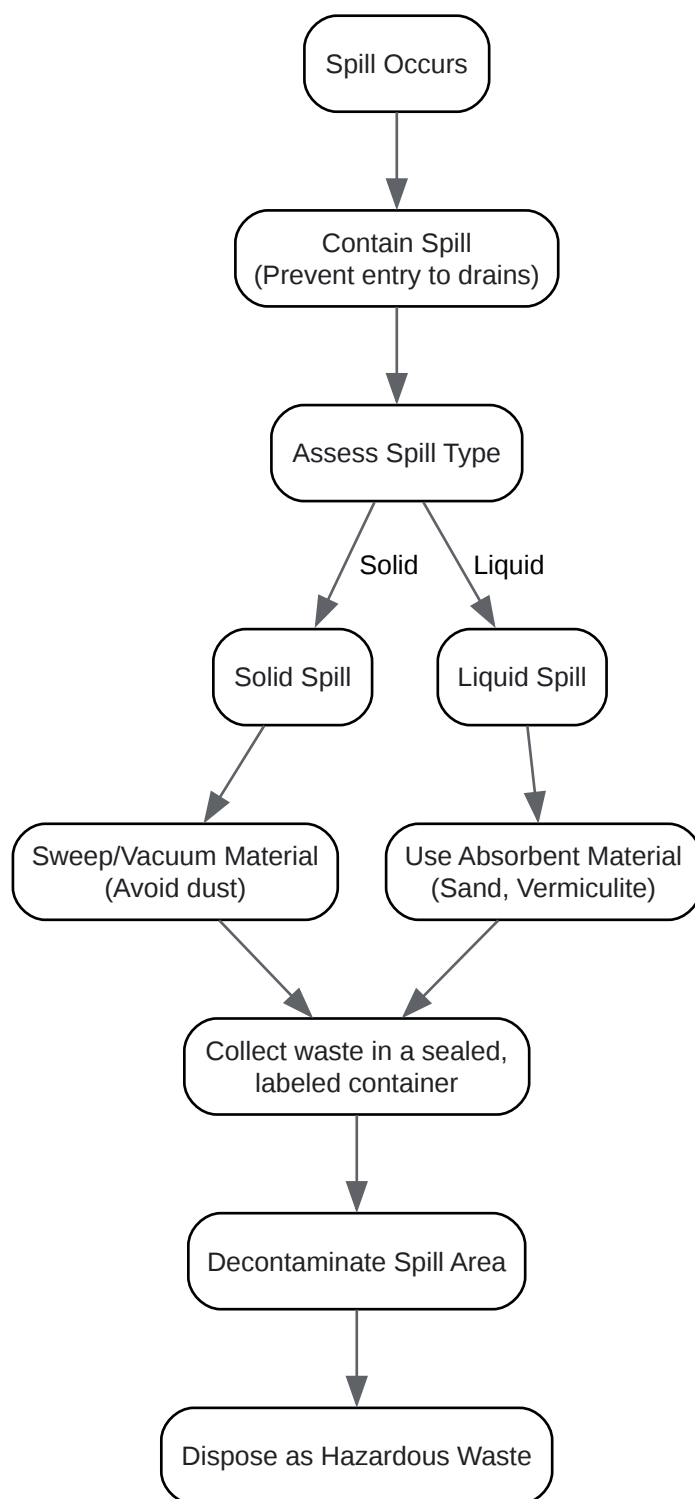 Spill Occurs
Contain Spill
(Prevent entry to drains)
Assess Spill Type
Solid
Liquid
Solid Spill
Liquid Spill
Sweep/Vacuum Material
(Avoid dust)
Use Absorbent Material
(Sand, Vermiculite)
Collect waste in a sealed,
labeled container
Decontaminate Spill Area
Dispose as Hazardous Waste